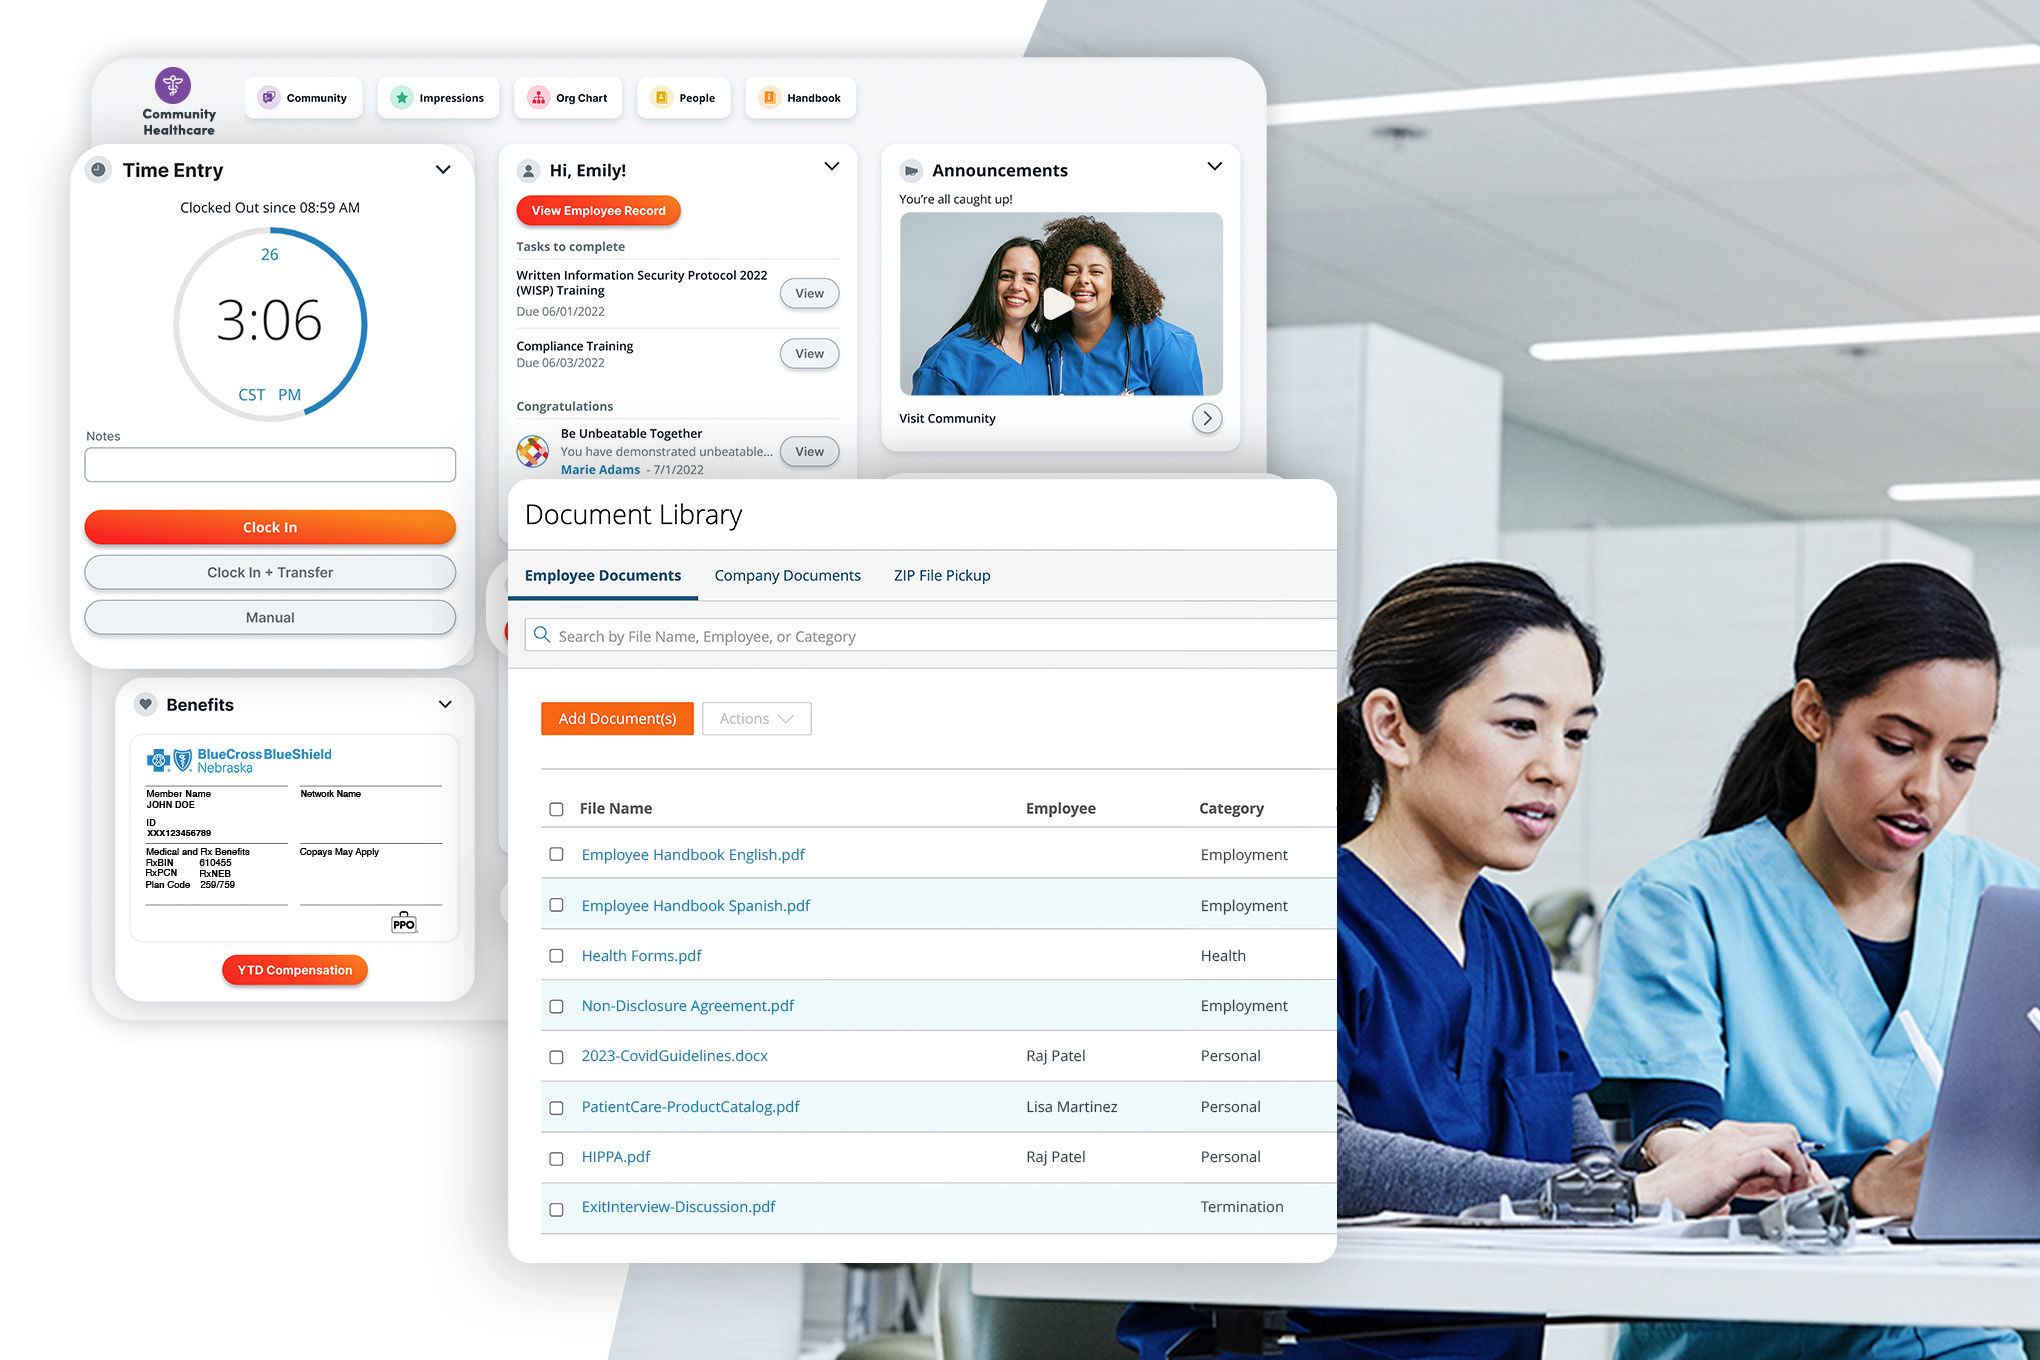 Community
Healthcare
Community
Impressions
Org Chart
People
Handbook
Time Entry
Clocked Out since 08:59 AM
26
3:06
CST PM
Notes
Clock In
Clock In + Transfer
Manual
Hi, Emily!
View Employee Record
Tasks to complete
Written Information Security Protocol 2022
(WISP) Training
Due 06/01/2022
View
Compliance Training
Due 06/03/2022
View
Congratulations
Be Unbeatable Together
You have demonstrated unbeatable...
Marie Adams - 7/1/2022
View
Announcements
You're all caught up!
Visit Community
Benefits
BlueCross BlueShield
Nebraska
Member Name
JOHN DOE
Network Name
ID
XXX123456789
Medical and Rx Benefits
RxBIN 610455
RxPCN RxNEB
Plan Code 259/759
Copays May Apply
PPO
YTD Compensation
Document Library
Employee Documents Company Documents ZIP File Pickup
Search by File Name, Employee, or Category
Add Document(s) Actions
File Name Employee Category
Employee Handbook English.pdf Employment
Employee Handbook Spanish.pdf Employment
Health Forms.pdf Health
Non-Disclosure Agreement.pdf Employment
2023-CovidGuidelines.docx Raj Patel Personal
PatientCare-ProductCatalog.pdf Lisa Martinez Personal
HIPPA.pdf Raj Patel Personal
ExitInterview-Discussion.pdf Termination